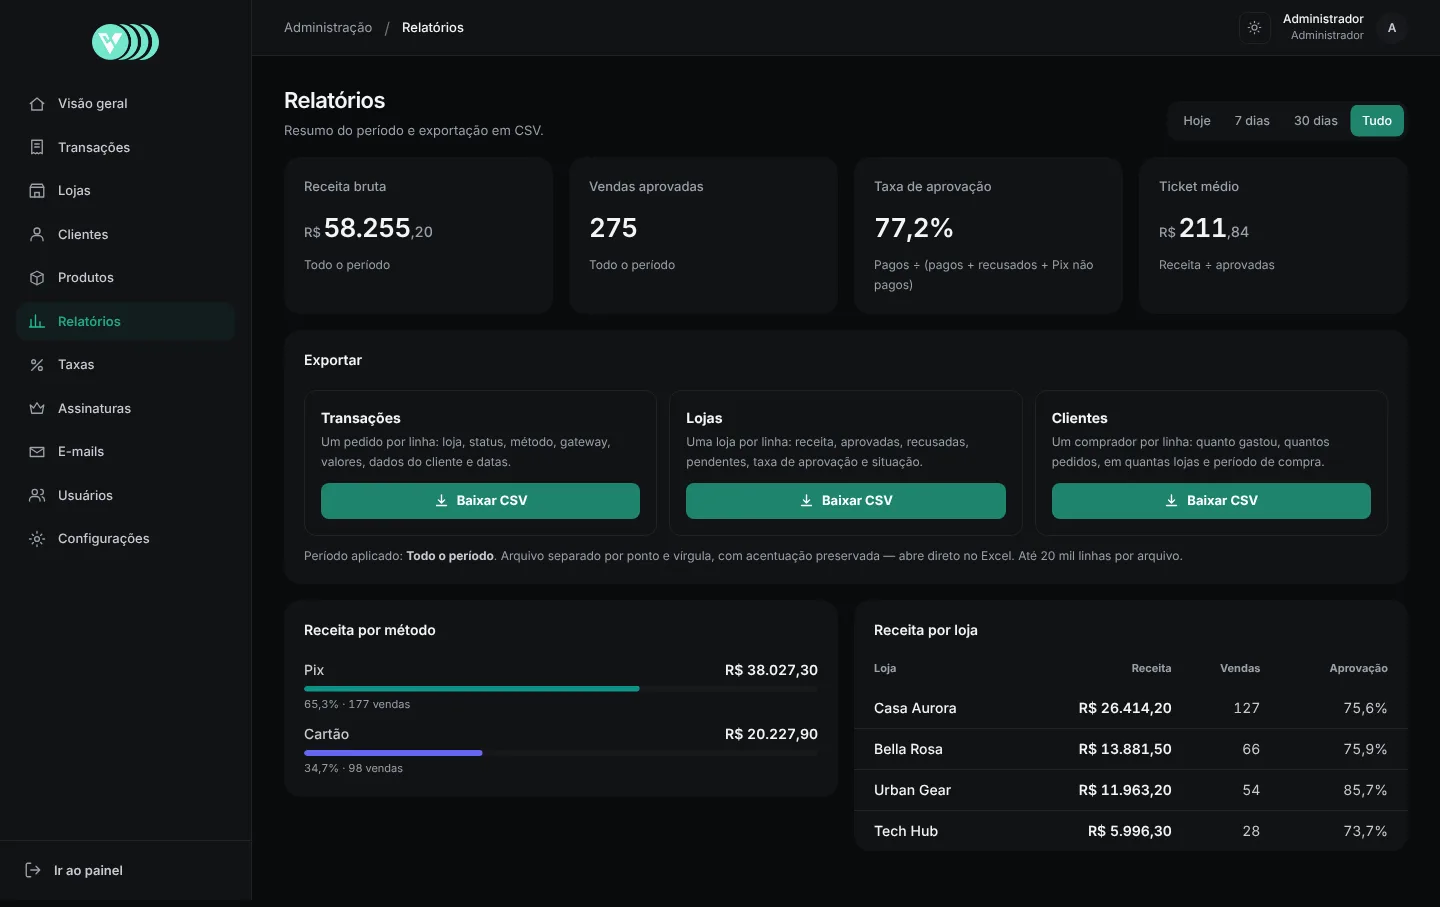 Administração / Relatórios
Administrador
Administrador
A
Visão geral
Transações
Lojas
Clientes
Produtos
Relatórios
Taxas
Assinaturas
E-mails
Usuários
Configurações
Ir ao painel
Relatórios
Resumo do período e exportação em CSV.
Hoje 7 dias 30 dias Tudo
Receita bruta
R$ 58.255,20
Todo o período
Vendas aprovadas
275
Todo o período
Taxa de aprovação
77,2%
Pagos ÷ (pagos + recusados + Pix não
pagos)
Ticket médio
R$ 211,84
Receita ÷ aprovadas
Exportar
Transações
Um pedido por linha: loja, status, método, gateway,
valores, dados do cliente e datas.
Baixar CSV
Lojas
Uma loja por linha: receita, aprovadas, recusadas,
pendentes, taxa de aprovação e situação.
Baixar CSV
Clientes
Um comprador por linha: quanto gastou, quantos
pedidos, em quantas lojas e período de compra.
Baixar CSV
Período aplicado: Todo o período. Arquivo separado por ponto e vírgula, com acentuação preservada — abre direto no Excel. Até 20 mil linhas por arquivo.
Receita por método
Pix R$ 38.027,30
65,3% · 177 vendas
Cartão R$ 20.227,90
34,7% · 98 vendas
Receita por loja
Loja Receita Vendas Aprovação
Casa Aurora R$ 26.414,20 127 75,6%
Bella Rosa R$ 13.881,50 66 75,9%
Urban Gear R$ 11.963,20 54 85,7%
Tech Hub R$ 5.996,30 28 73,7%